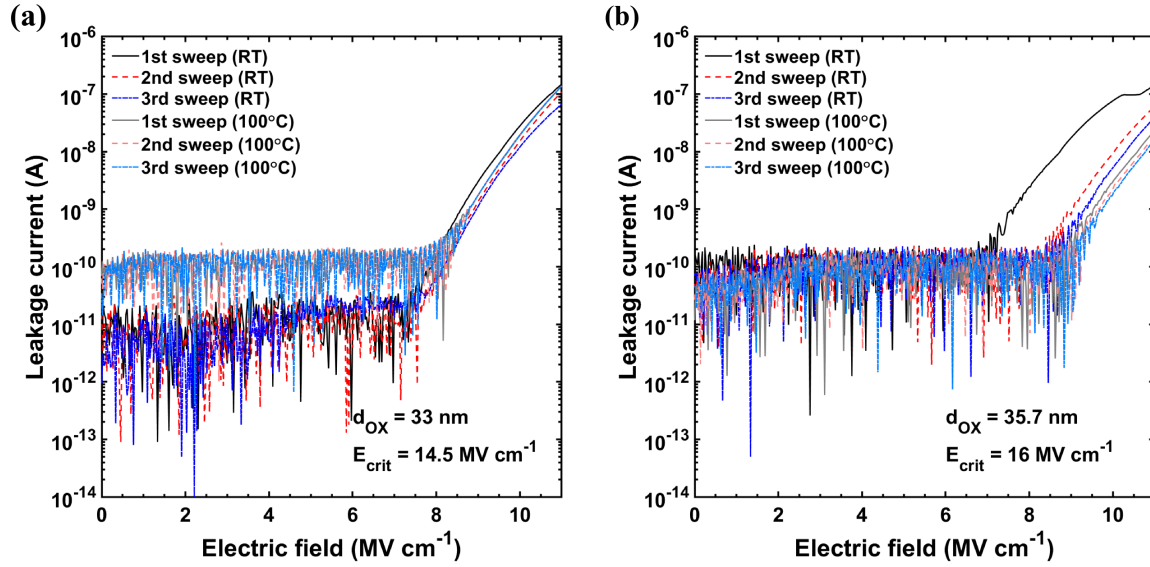 (a)
Leakage current (A)
10^-6
10^-7
10^-8
10^-9
10^-10
10^-11
10^-12
10^-13
10^-14
1st sweep (RT)
2nd sweep (RT)
3rd sweep (RT)
1st sweep (100°C)
2nd sweep (100°C)
3rd sweep (100°C)
d_OX = 33 nm
E_crit = 14.5 MV cm^-1
0 2 4 6 8 10
Electric field (MV cm^-1)
(b)
Leakage current (A)
10^-6
10^-7
10^-8
10^-9
10^-10
10^-11
10^-12
10^-13
10^-14
1st sweep (RT)
2nd sweep (RT)
3rd sweep (RT)
1st sweep (100°C)
2nd sweep (100°C)
3rd sweep (100°C)
d_OX = 35.7 nm
E_crit = 16 MV cm^-1
0 2 4 6 8 10
Electric field (MV cm^-1)